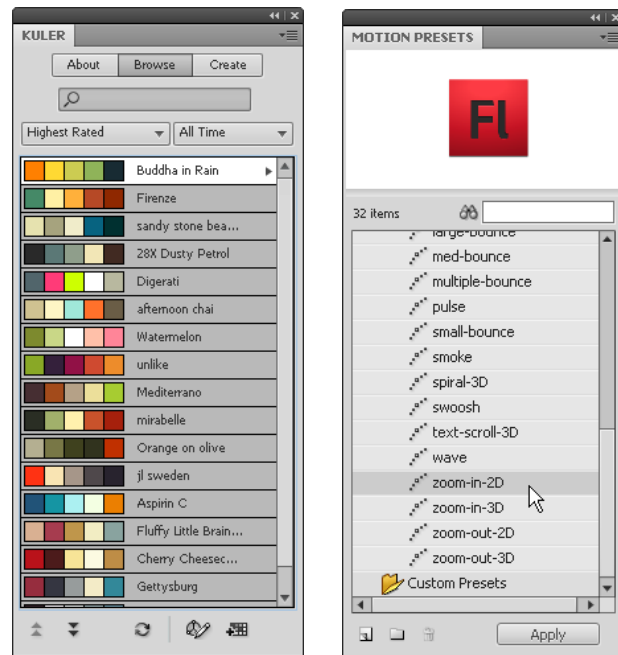 KULER
About Browse Create
Highest Rated All Time
Buddha in Rain
Firenze
sandy stone bea...
28X Dusty Petrol
Digerati
afternoon chai
Watermelon
unlike
Mediterrano
mirabelle
Orange on olive
jl sweden
Aspirin C
Fluffy Little Brain...
Cherry Cheesec...
Gettysburg
MOTION PRESETS
Fl
32 items
large-bounce
med-bounce
multiple-bounce
pulse
small-bounce
smoke
spiral-3D
swoosh
text-scroll-3D
wave
zoom-in-2D
zoom-in-3D
zoom-out-2D
zoom-out-3D
Custom Presets
Apply